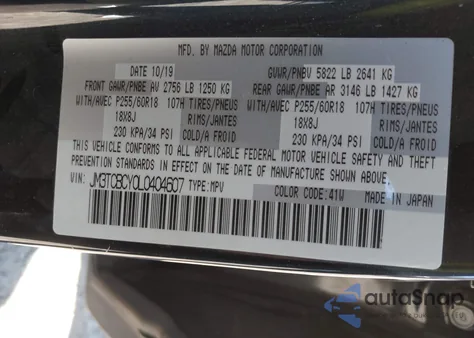 MFD. BY MAZDA MOTOR CORPORATION
DATE 10/19 GVWR/PNBV 5822 LB 2641 KG
FRONT GAWR/PNBE AV 2756 LB 1250 KG REAR GAWR/PNBE AR 3146 LB 1427 KG
WITH/AVEC P255/60R18 107H TIRES/PNEUS WITH/AVEC P255/60R18 107H TIRES/PNEUS
18X8J RIMS/JANTES 18X8J RIMS/JANTES
230 KPA/34 PSI COLD/A FROID 230 KPA/34 PSI COLD/A FROID
THIS VEHICLE CONFORMS TO ALL APPLICABLE FEDERAL MOTOR VEHICLE
SAFETY, BUMPER, AND THEFT PREVENTION STANDARDS IN EFFECT
ON THE DATE OF MANUFACTURE SHOWN ABOVE.
VIN: JM3TCBCY0L0404607 TYPE: MPV
COLOR CODE: 41W MADE IN JAPAN
autoSnap